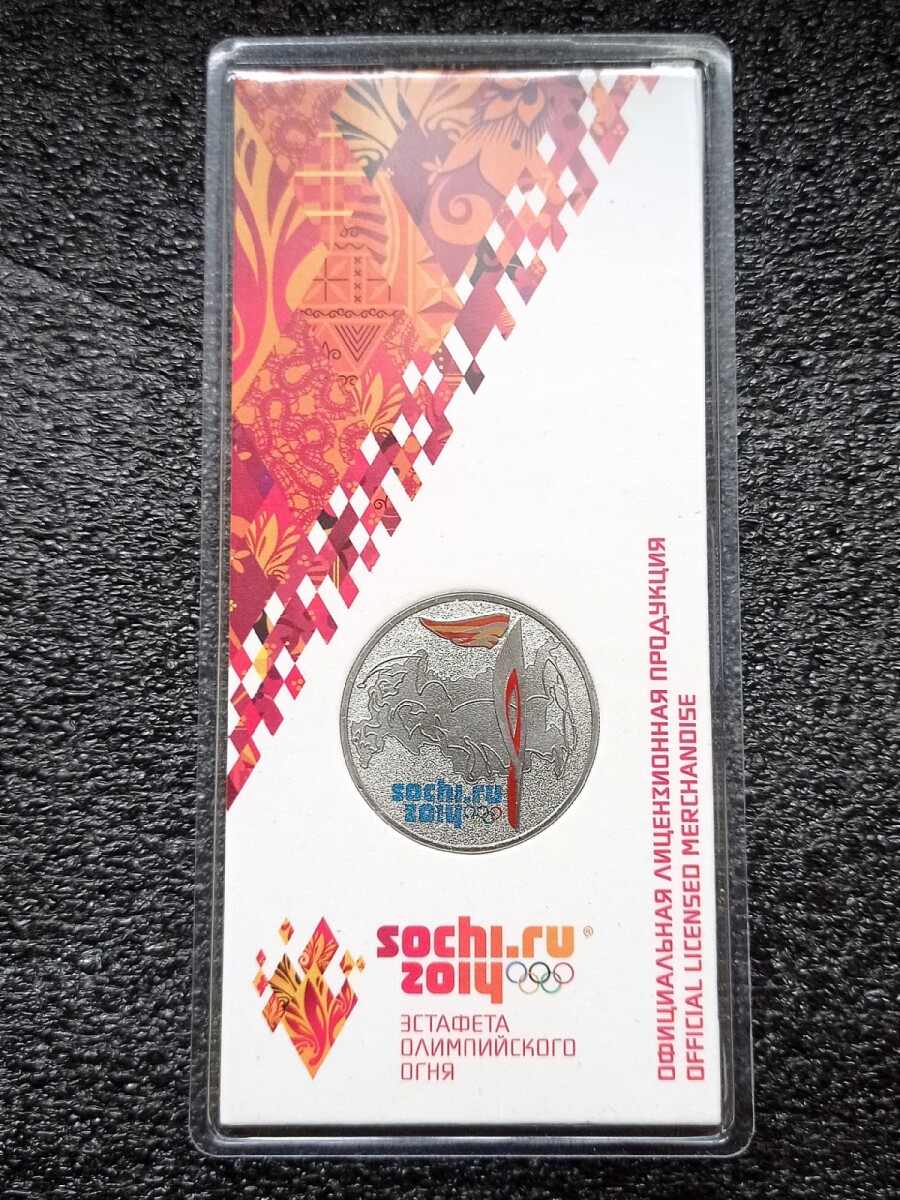 sochi.ru
2014
sochi.ru®
2014
ЭСТАФЕТА
ОЛИМПИЙСКОГО
ОГНЯ
ОФИЦИАЛЬНАЯ ЛИЦЕНЗИОННАЯ ПРОДУКЦИЯ
OFFICIAL LICENSED MERCHANDISE